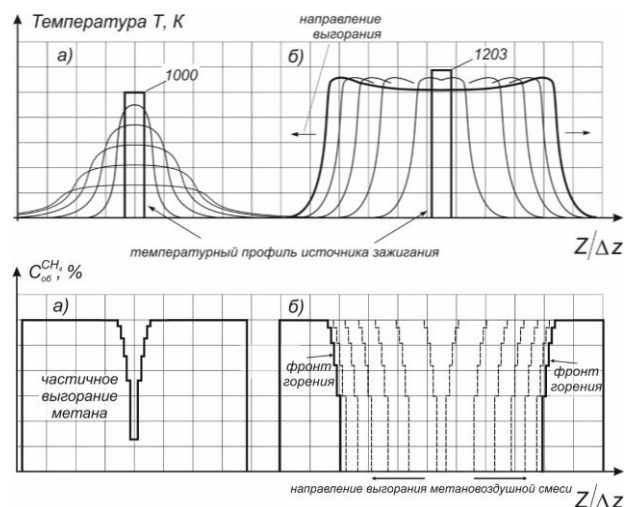 Температура Т, К
направление
выгорания
а)
б)
1000
1203
температурный профиль источника зажигания
Z/Δz
C об CH₄, %
а)
б)
частичное
выгорание
метана
фронт
горения
фронт
горения
направление выгорания метановоздушной смеси
Z/Δz